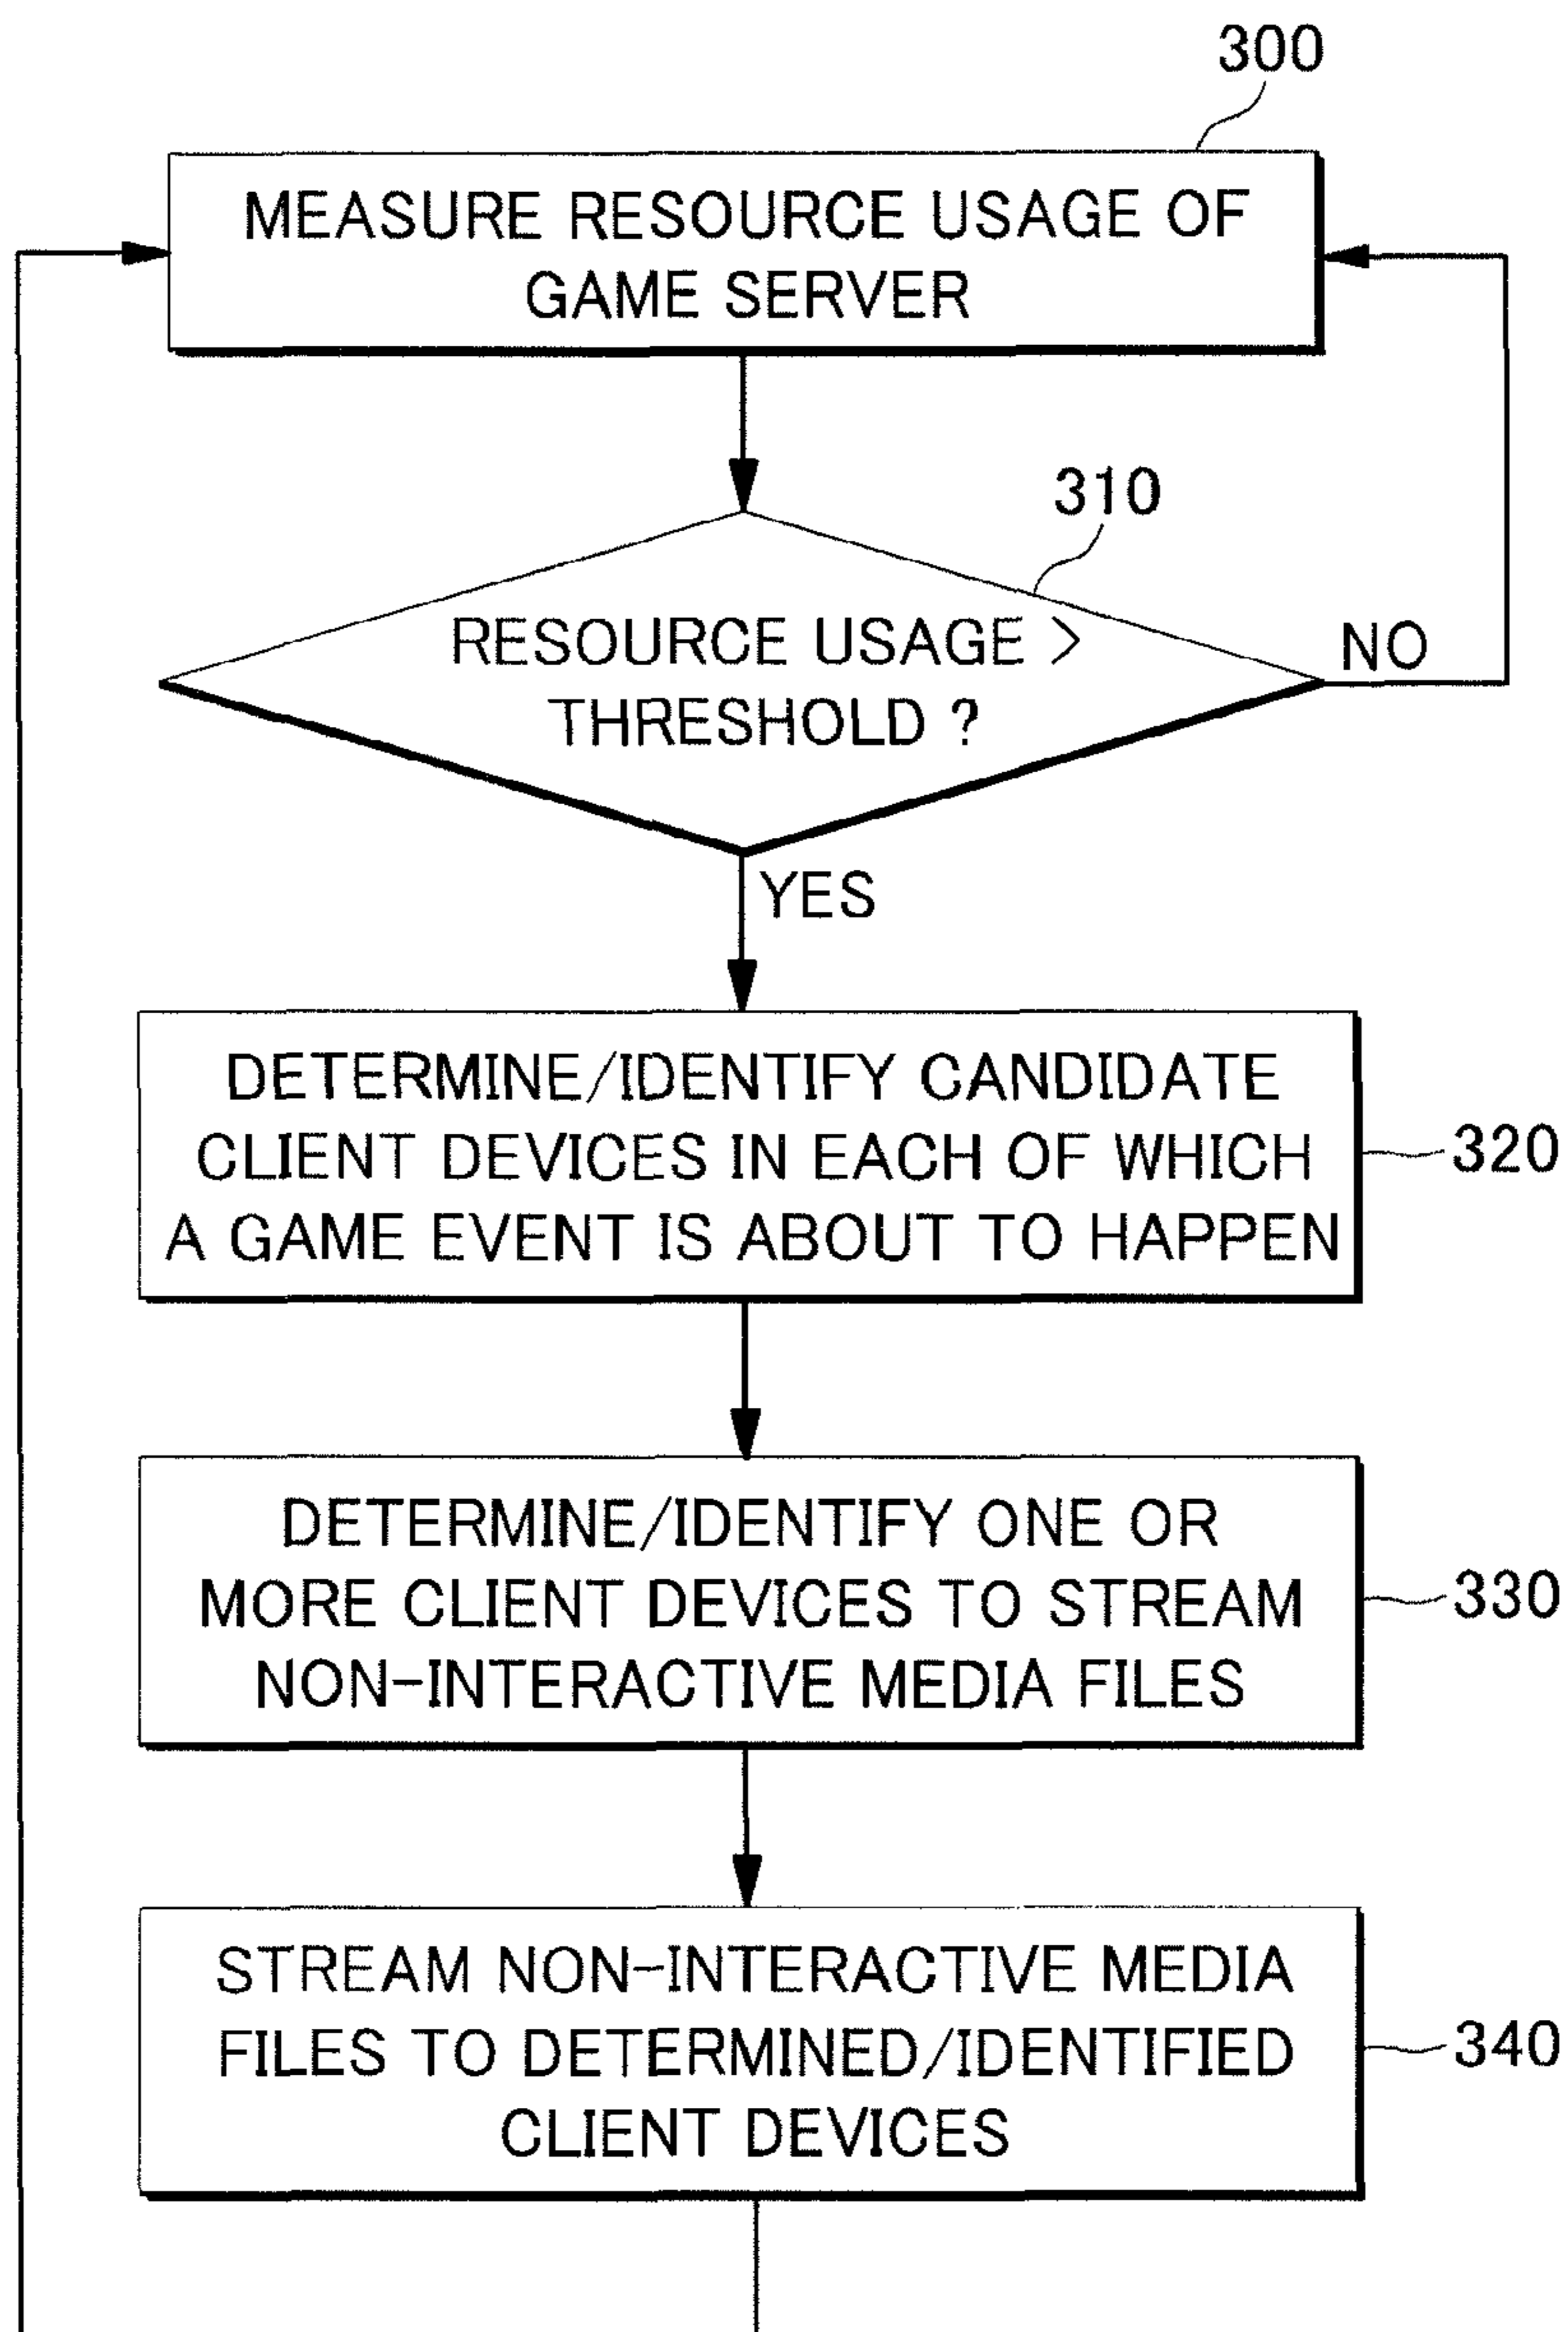 300
MEASURE RESOURCE USAGE OF
GAME SERVER
310
RESOURCE USAGE >
THRESHOLD ?
NO
YES
DETERMINE/IDENTIFY CANDIDATE
CLIENT DEVICES IN EACH OF WHICH
A GAME EVENT IS ABOUT TO HAPPEN
320
DETERMINE/IDENTIFY ONE OR
MORE CLIENT DEVICES TO STREAM
NON-INTERACTIVE MEDIA FILES
330
STREAM NON-INTERACTIVE MEDIA
FILES TO DETERMINED/IDENTIFIED
CLIENT DEVICES
340